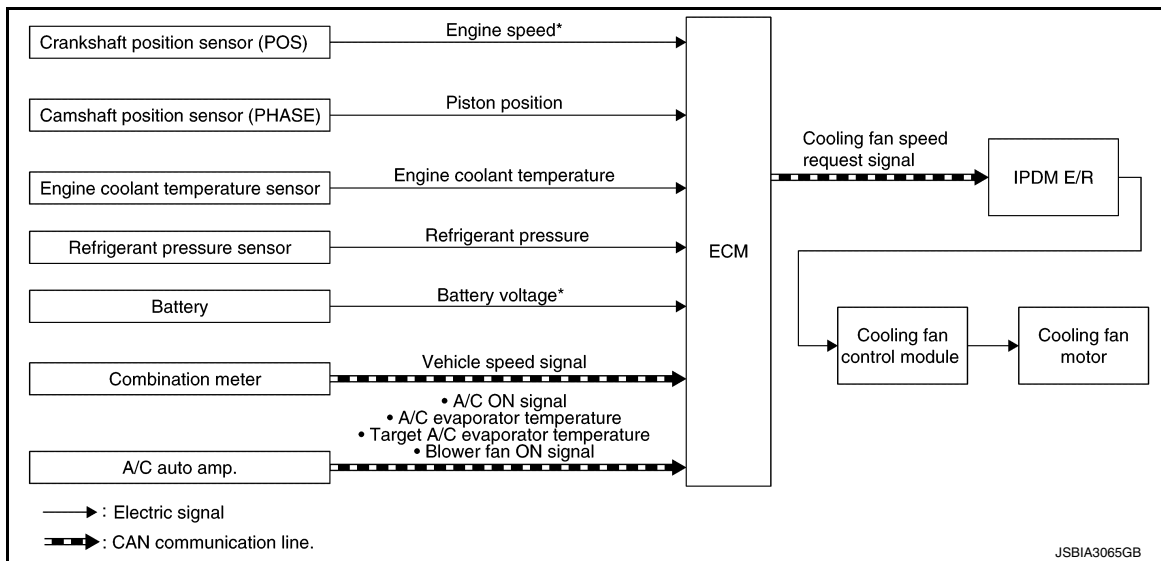 Crankshaft position sensor (POS)
Engine speed*
Camshaft position sensor (PHASE)
Piston position
Engine coolant temperature sensor
Engine coolant temperature
Refrigerant pressure sensor
Refrigerant pressure
Battery
Battery voltage*
Combination meter
Vehicle speed signal
A/C auto amp.
• A/C ON signal
• A/C evaporator temperature
• Target A/C evaporator temperature
• Blower fan ON signal
ECM
Cooling fan speed
request signal
IPDM E/R
Cooling fan
control module
Cooling fan
motor
: Electric signal
: CAN communication line.
JSBIA3065GB